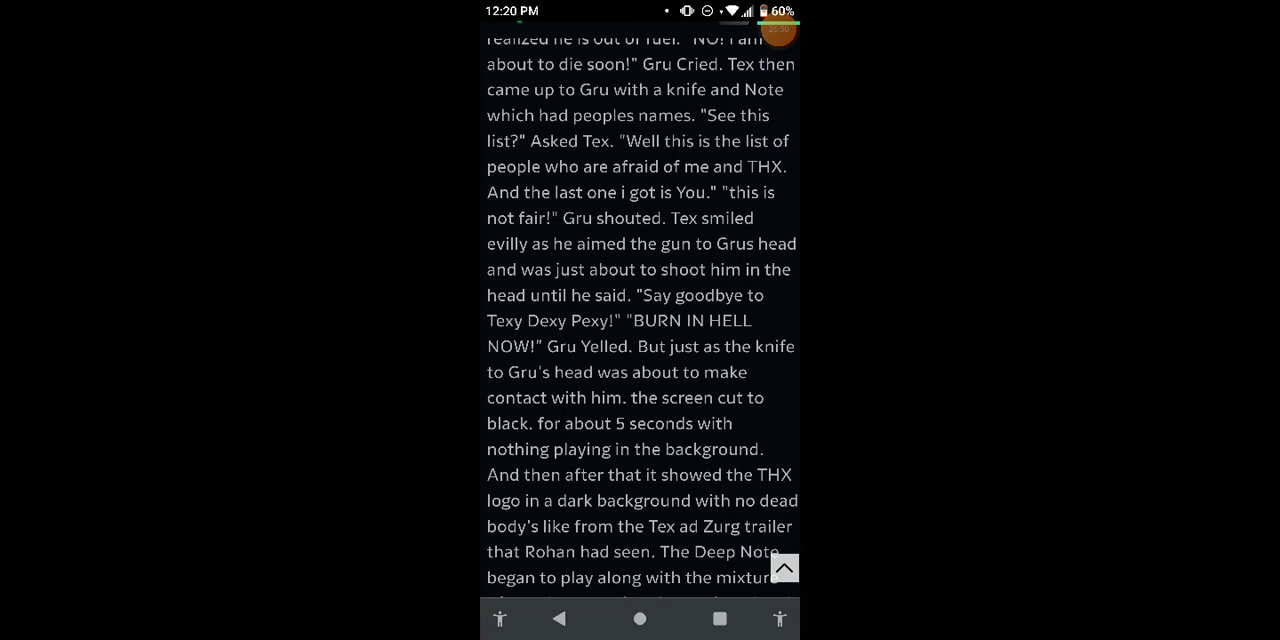 12:20 PM
60%
26:50
realized he is out of fuel. "NO! I am
about to die soon!" Gru Cried. Tex then
came up to Gru with a knife and Note
which had peoples names. "See this
list?" Asked Tex. "Well this is the list of
people who are afraid of me and THX.
And the last one i got is You." "this is
not fair!" Gru shouted. Tex smiled
evilly as he aimed the gun to Grus head
and was just about to shoot him in the
head until he said. "Say goodbye to
Texy Dexy Pexy!" "BURN IN HELL
NOW!" Gru Yelled. But just as the knife
to Gru's head was about to make
contact with him. the screen cut to
black. for about 5 seconds with
nothing playing in the background.
And then after that it showed the THX
logo in a dark background with no dead
body's like from the Tex ad Zurg trailer
that Rohan had seen. The Deep Note
began to play along with the mixture